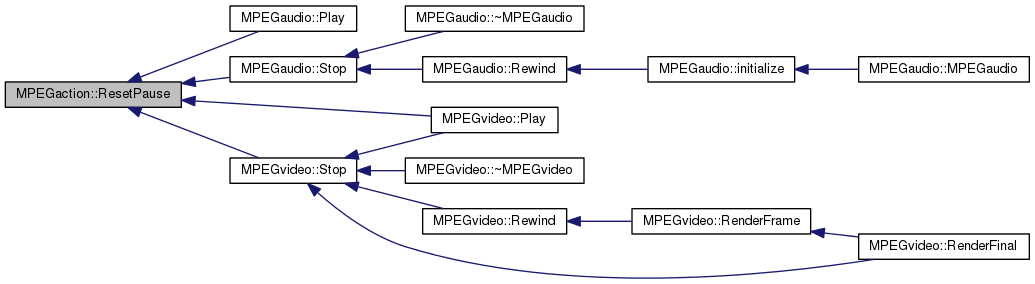 MPEGaudio::Play
MPEGaudio::~MPEGaudio
MPEGaudio::Stop
MPEGaudio::Rewind
MPEGaudio::initialize
MPEGaudio::MPEGaudio
MPEGaction::ResetPause
MPEGvideo::Play
MPEGvideo::Stop
MPEGvideo::~MPEGvideo
MPEGvideo::Rewind
MPEGvideo::RenderFrame
MPEGvideo::RenderFinal